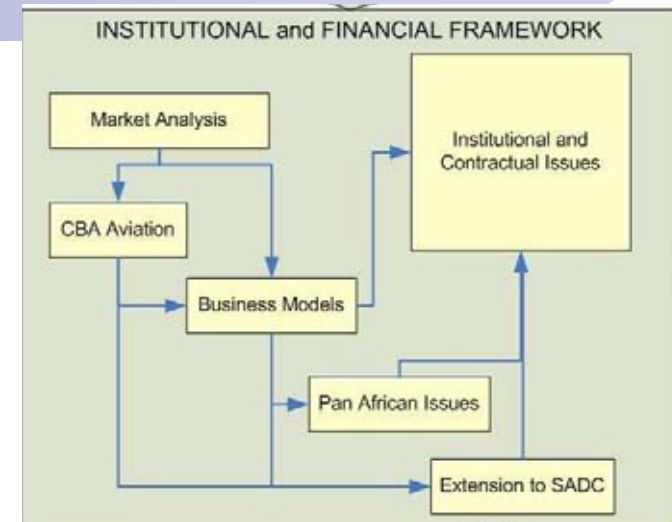 INSTITUTIONAL and FINANCIAL FRAMEWORK
Market Analysis
Institutional and
Contractual Issues
CBA Aviation
Business Models
Pan African Issues
Extension to SADC